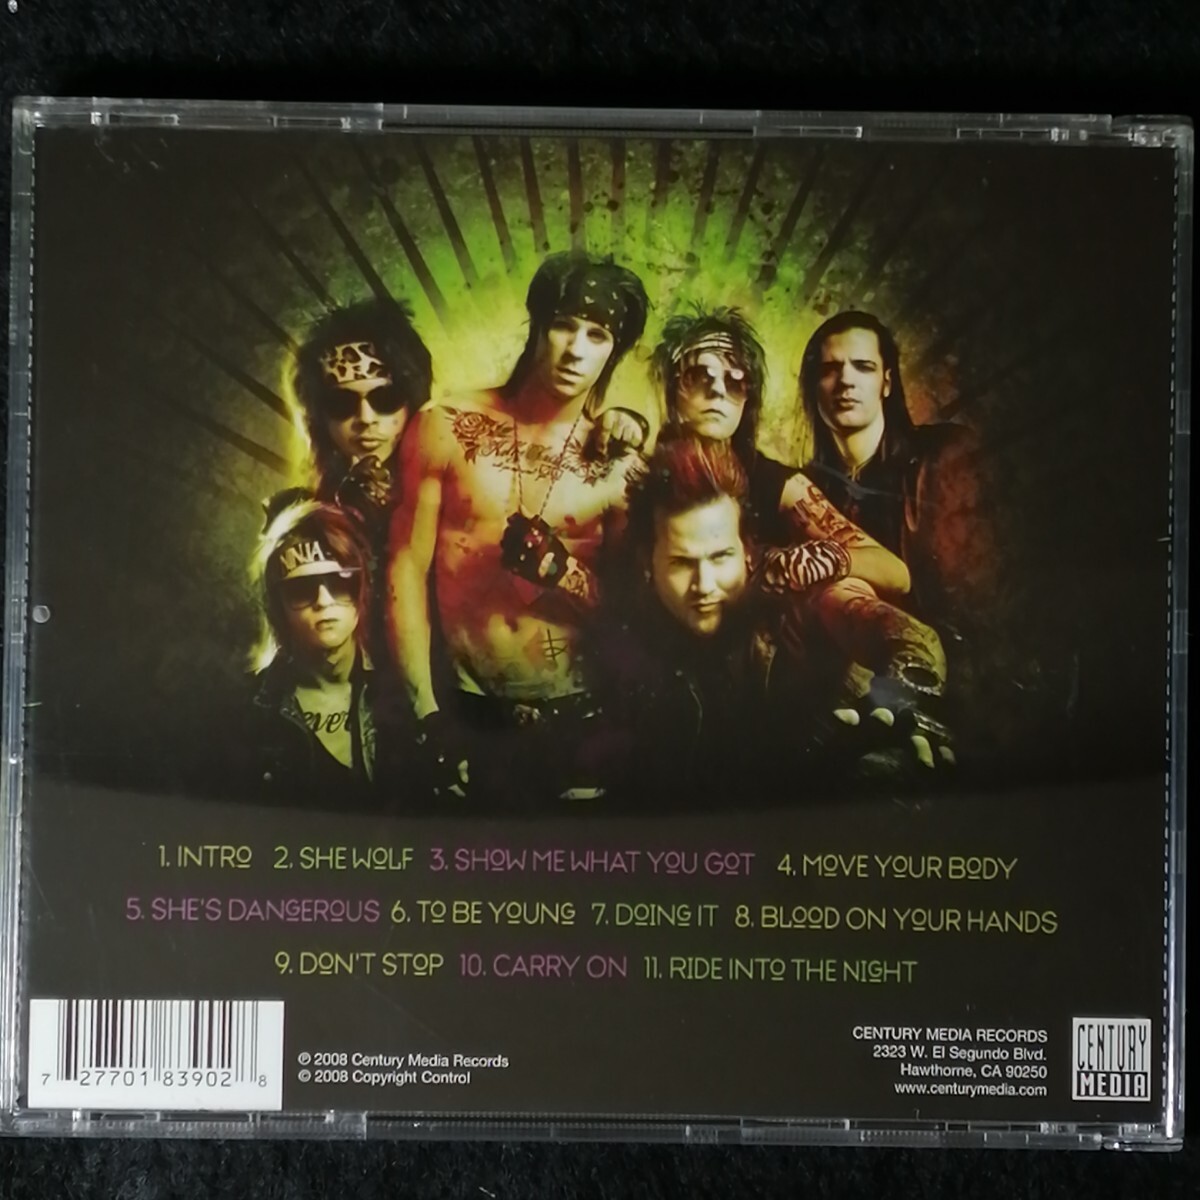 NINJA
ever
1. INTRO 2. SHE WOLF 3. SHOW ME WHAT YOU GOT 4. MOVE YOUR BODY
5. SHE'S DANGEROUS 6. TO BE YOUNG 7. DOING IT 8. BLOOD ON YOUR HANDS
9. DON'T STOP 10. CARRY ON 11. RIDE INTO THE NIGHT
7 27701 83902 8
℗ 2008 Century Media Records
© 2008 Copyright Control
CENTURY MEDIA RECORDS
2323 W. El Segundo Blvd.
Hawthorne, CA 90250
www.centurymedia.com
CENTURY
MEDIA